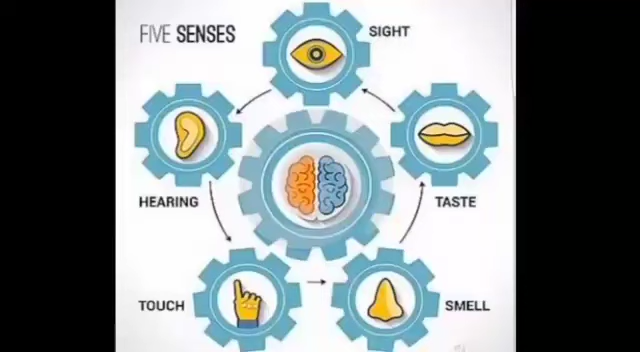 FIVE SENSES
SIGHT
HEARING
TASTE
TOUCH
SMELL